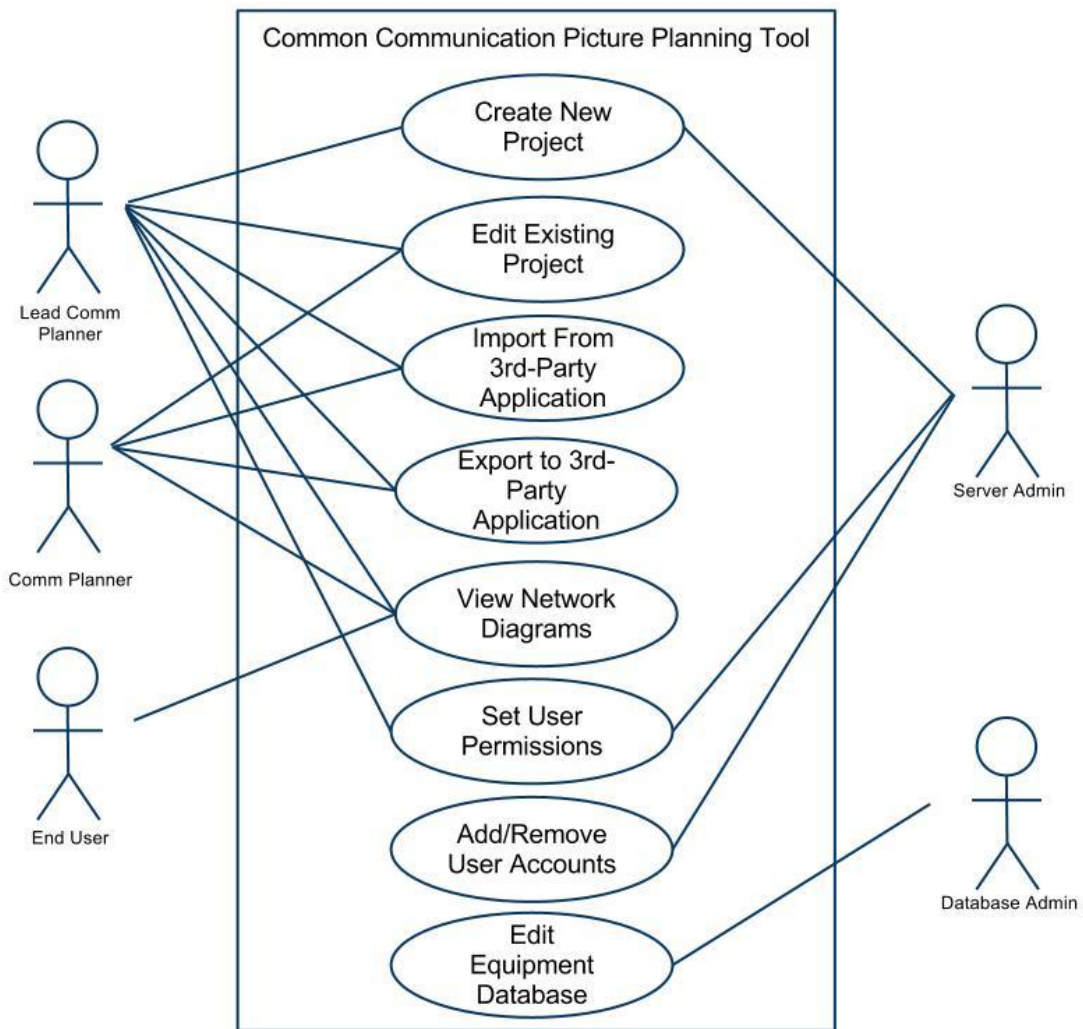 Common Communication Picture Planning Tool
Create New
Project
Edit Existing
Project
Import From
3rd-Party
Application
Export to 3rd-
Party
Application
View Network
Diagrams
Set User
Permissions
Add/Remove
User Accounts
Edit
Equipment
Database
Lead Comm
Planner
Comm Planner
End User
Server Admin
Database Admin